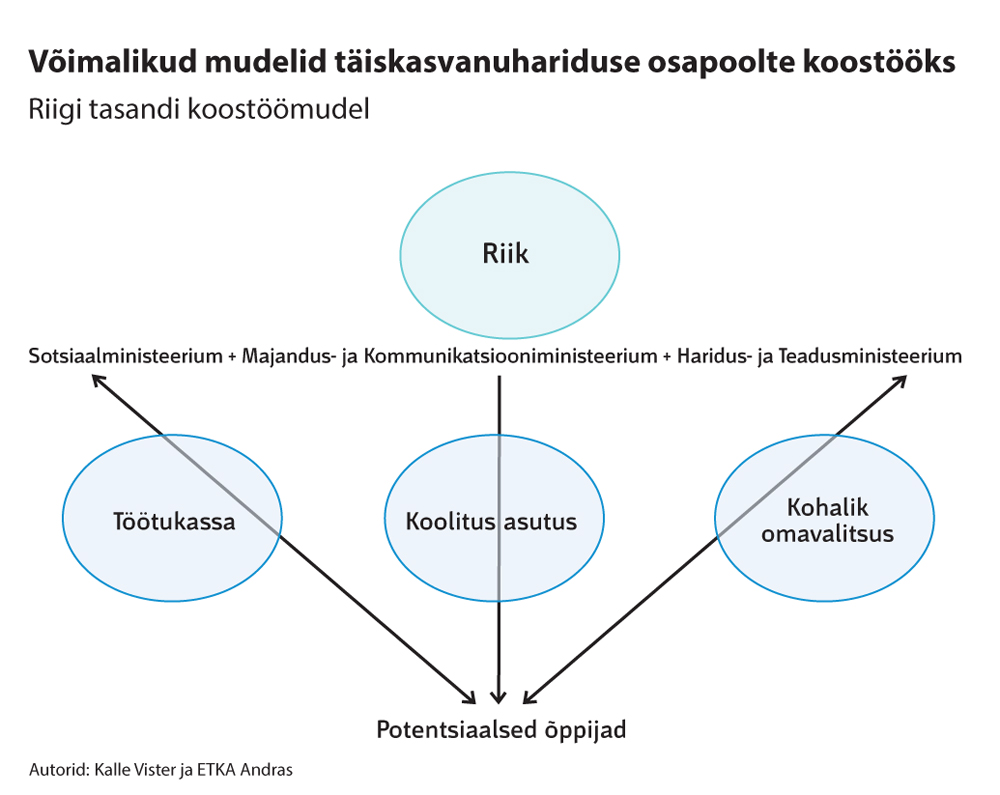 Võimalikud mudelid täiskasvanuhariduse osapoolte koostööks
Riigi tasandi koostöömudel
Riik
Sotsiaalministeerium + Majandus- ja Kommunikatsiooniministeerium + Haridus- ja Teadusministeerium
Töötukassa
Koolitus asutus
Kohalik
omavalitsus
Potentsiaalsed õppijad
Autorid: Kalle Vister ja ETKA Andras